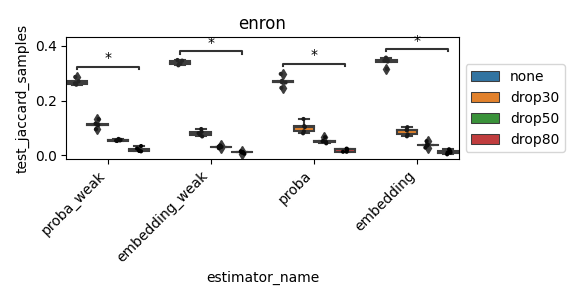 enron
test_jaccard_samples
0.4
0.2
0.0
*
*
*
*
none
drop30
drop50
drop80
proba_weak
embedding_weak
proba
embedding
estimator_name